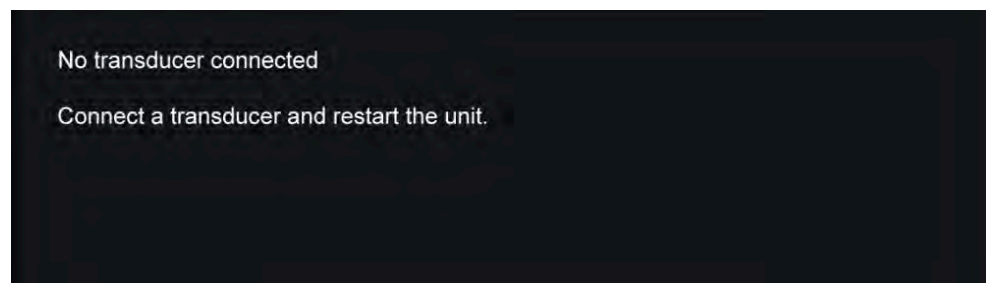 No transducer connected
Connect a transducer and restart the unit.